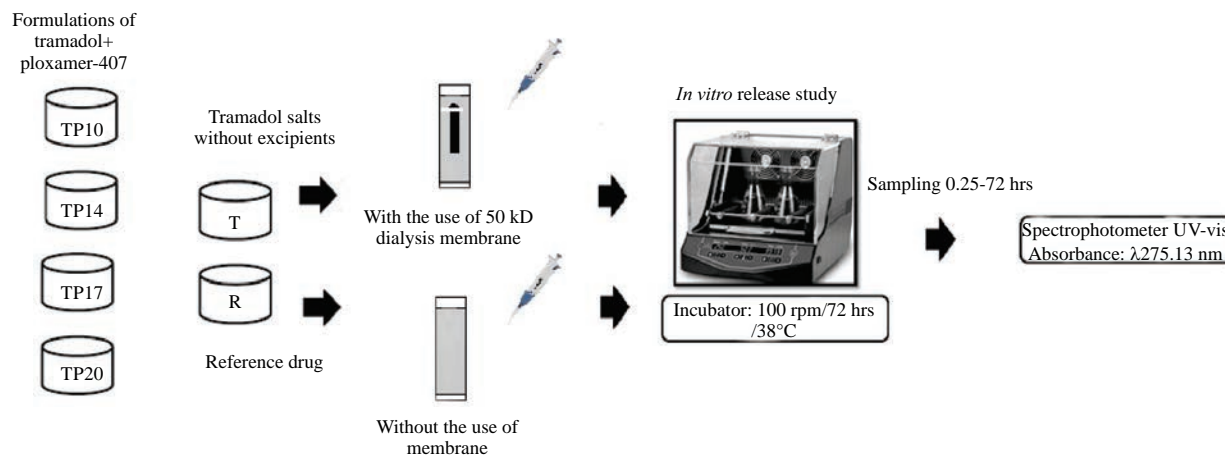 Formulations of
tramadol+
ploxamer-407
TP10
TP14
TP17
TP20
Tramadol salts
without excipients
T
R
Reference drug
With the use of 50 kD
dialysis membrane
Without the use of
membrane
In vitro release study
Incubator: 100 rpm/72 hrs
/38°C
Sampling 0.25-72 hrs
Spectrophotometer UV-vis
Absorbance: λ275.13 nm